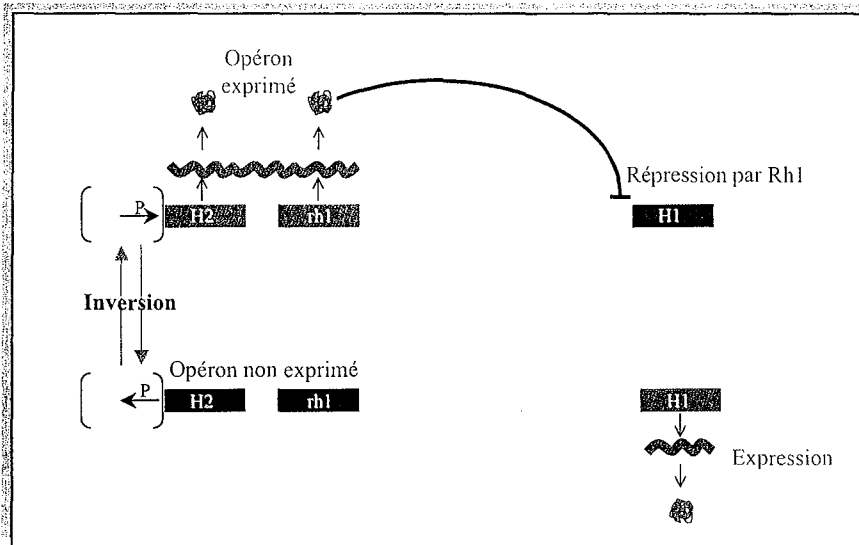 Opéron
exprimé
Répression par Rh1
P
H2
rh1
H1
Inversion
Opéron non exprimé
P
H2
rh1
H1
Expression